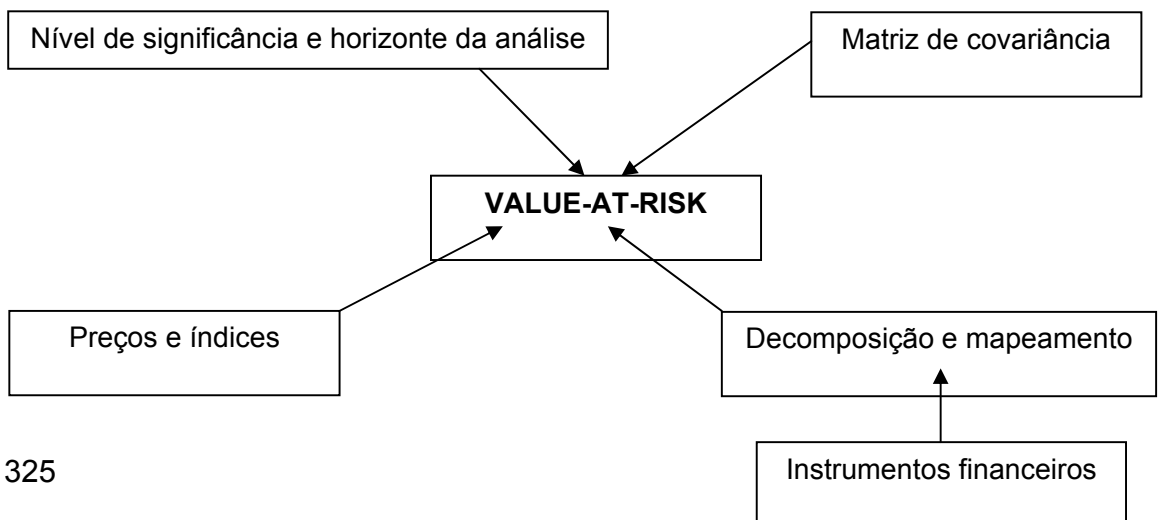 Nível de significância e horizonte da análise
Matriz de covariância
VALUE-AT-RISK
Preços e índices
Decomposição e mapeamento
325
Instrumentos financeiros